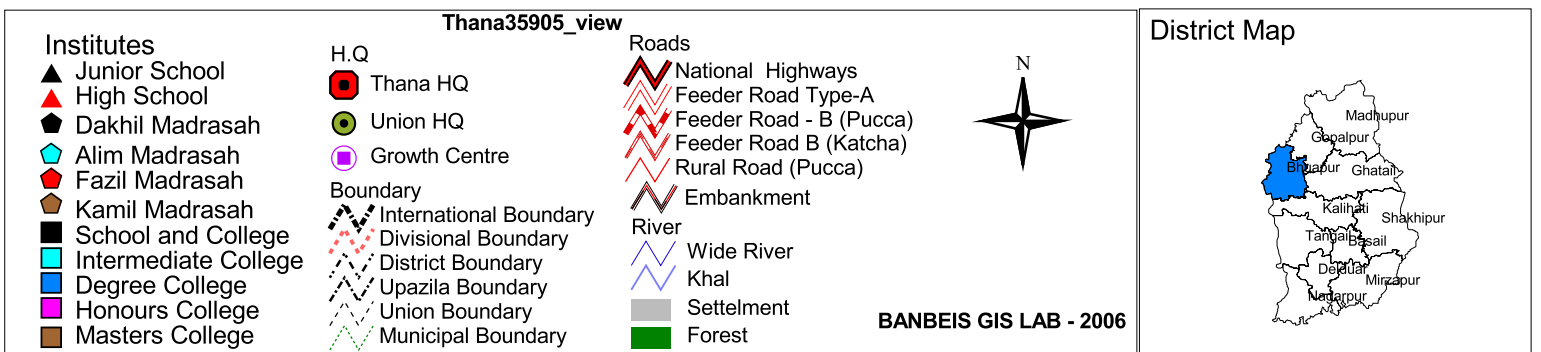 Thana35905_view
Institutes
Junior School
High School
Dakhil Madrasah
Alim Madrasah
Fazil Madrasah
Kamil Madrasah
School and College
Intermediate College
Degree College
Honours College
Masters College
H.Q
Thana HQ
Union HQ
Growth Centre
Boundary
International Boundary
Divisional Boundary
District Boundary
Upazila Boundary
Union Boundary
Municipal Boundary
Roads
National Highways
Feeder Road Type-A
Feeder Road - B (Pucca)
Feeder Road B (Katcha)
Rural Road (Pucca)
Embankment
River
Wide River
Khal
Settelment
Forest
N
BANBEIS GIS LAB - 2006
District Map
Madhupur
Gopalpur
Bhuapur
Ghatail
Kalihati
Shakhipur
Tangail
Basail
Delduar
Mirzapur
Nagarpur